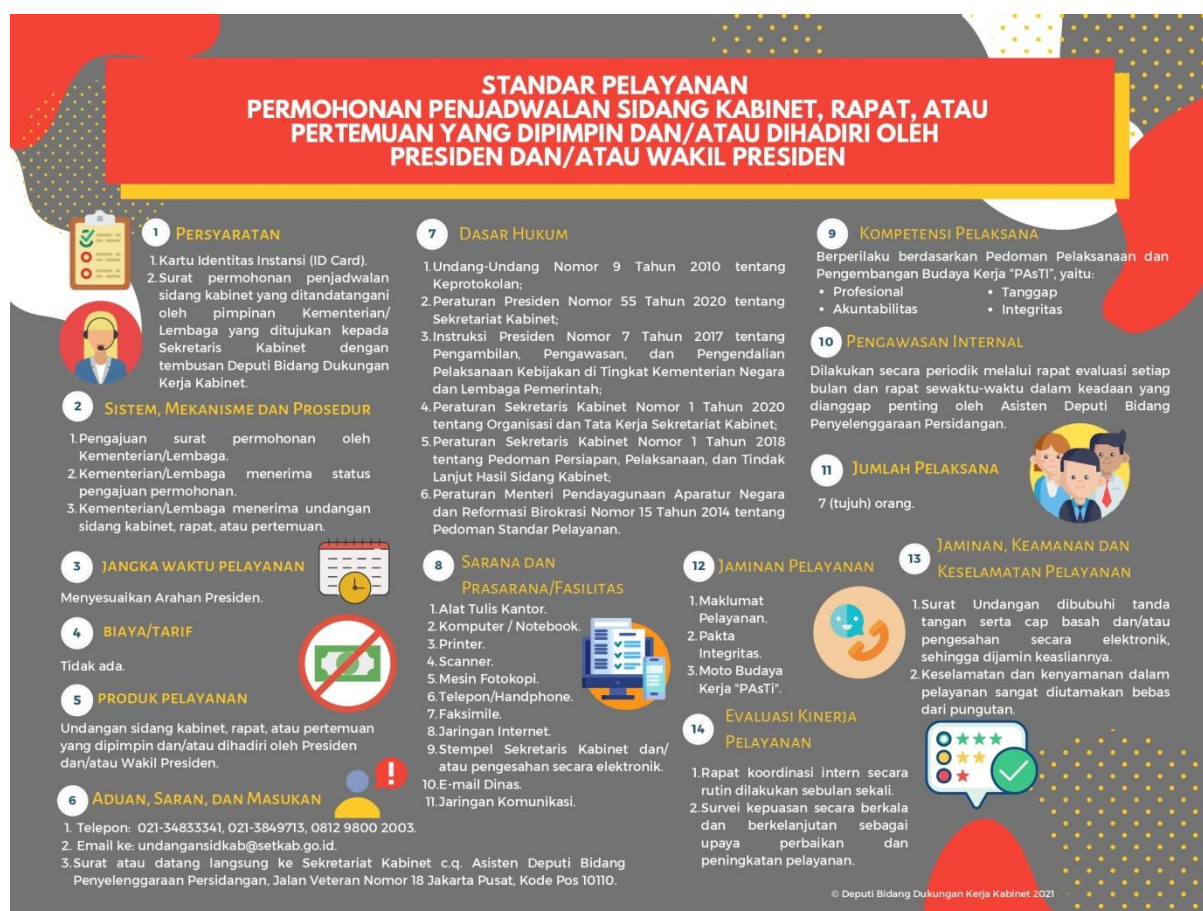 STANDAR PELAYANAN
PERMOHONAN PENJADWALAN SIDANG KABINET, RAPAT, ATAU
PERTEMUAN YANG DIPIMPIN DAN/ATAU DIHADIRI OLEH
PRESIDEN DAN/ATAU WAKIL PRESIDEN
1 PERSYARATAN
1.Kartu Identitas Instansi (ID Card).
2.Surat permohonan penjadwalan
sidang kabinet yang ditandatangani
oleh pimpinan Kementerian/
Lembaga yang ditujukan kepada
Sekretaris Kabinet dengan
tembusan Deputi Bidang Dukungan
Kerja Kabinet.
2 SISTEM, MEKANISME DAN PROSEDUR
1.Pengajuan surat permohonan oleh
Kementerian/Lembaga.
2.Kementerian/Lembaga menerima status
pengajuan permohonan.
3.Kementerian/Lembaga menerima undangan
sidang kabinet, rapat, atau pertemuan.
3 JANGKA WAKTU PELAYANAN
Menyesuaikan Arahan Presiden.
4 BIAYA/TARIF
Tidak ada.
5 PRODUK PELAYANAN
Undangan sidang kabinet, rapat, atau pertemuan
yang dipimpin dan/atau dihadiri oleh Presiden
dan/atau Wakil Presiden.
6 ADUAN, SARAN, DAN MASUKAN
1. Telepon: 021-34833341, 021-3849713, 0812 9800 2003.
2. Email ke: undangansidkab@setkab.go.id.
3.Surat atau datang langsung ke Sekretariat Kabinet c.q. Asisten Deputi Bidang
Penyelenggaraan Persidangan, Jalan Veteran Nomor 18 Jakarta Pusat, Kode Pos 10110.
7 DASAR HUKUM
1.Undang-Undang Nomor 9 Tahun 2010 tentang
Keprotokolan;
2.Peraturan Presiden Nomor 55 Tahun 2020 tentang
Sekretariat Kabinet;
3.Instruksi Presiden Nomor 7 Tahun 2017 tentang
Pengambilan, Pengawasan, dan Pengendalian
Pelaksanaan Kebijakan di Tingkat Kementerian Negara
dan Lembaga Pemerintah;
4.Peraturan Sekretaris Kabinet Nomor 1 Tahun 2020
tentang Organisasi dan Tata Kerja Sekretariat Kabinet;
5.Peraturan Sekretaris Kabinet Nomor 1 Tahun 2018
tentang Pedoman Persiapan, Pelaksanaan, dan Tindak
Lanjut Hasil Sidang Kabinet;
6.Peraturan Menteri Pendayagunaan Aparatur Negara
dan Reformasi Birokrasi Nomor 15 Tahun 2014 tentang
Pedoman Standar Pelayanan.
8 SARANA DAN
PRASARANA/FASILITAS
1.Alat Tulis Kantor.
2.Komputer / Notebook.
3.Printer.
4.Scanner.
5.Mesin Fotokopi.
6.Telepon/Handphone.
7.Faksimile.
8.Jaringan Internet.
9.Stempel Sekretaris Kabinet dan/
atau pengesahan secara elektronik.
10.E-mail Dinas.
11.Jaringan Komunikasi.
9 KOMPETENSI PELAKSANA
Berperilaku berdasarkan Pedoman Pelaksanaan dan
Pengembangan Budaya Kerja "PAsTI", yaitu:
• Profesional
• Akuntabilitas
• Tanggap
• Integritas
10 PENGAWASAN INTERNAL
Dilakukan secara periodik melalui rapat evaluasi setiap
bulan dan rapat sewaktu-waktu dalam keadaan yang
dianggap penting oleh Asisten Deputi Bidang
Penyelenggaraan Persidangan.
11 JUMLAH PELAKSANA
7 (tujuh) orang.
12 JAMINAN PELAYANAN
1.Maklumat
Pelayanan.
2.Pakta
Integritas.
3.Moto Budaya
Kerja "PAsTi".
13 JAMINAN, KEAMANAN DAN
KESELAMATAN PELAYANAN
1.Surat Undangan dibubuhi tanda
tangan serta cap basah dan/atau
pengesahan secara elektronik,
sehingga dijamin keasliannya.
2.Keselamatan dan kenyamanan dalam
pelayanan sangat diutamakan bebas
dari pungutan.
14 EVALUASI KINERJA
PELAYANAN
1.Rapat koordinasi intern secara
rutin dilakukan sebulan sekali.
2.Survei kepuasan secara berkala
dan berkelanjutan sebagai
upaya perbaikan dan
peningkatan pelayanan.
© Deputi Bidang Dukungan Kerja Kabinet 2021